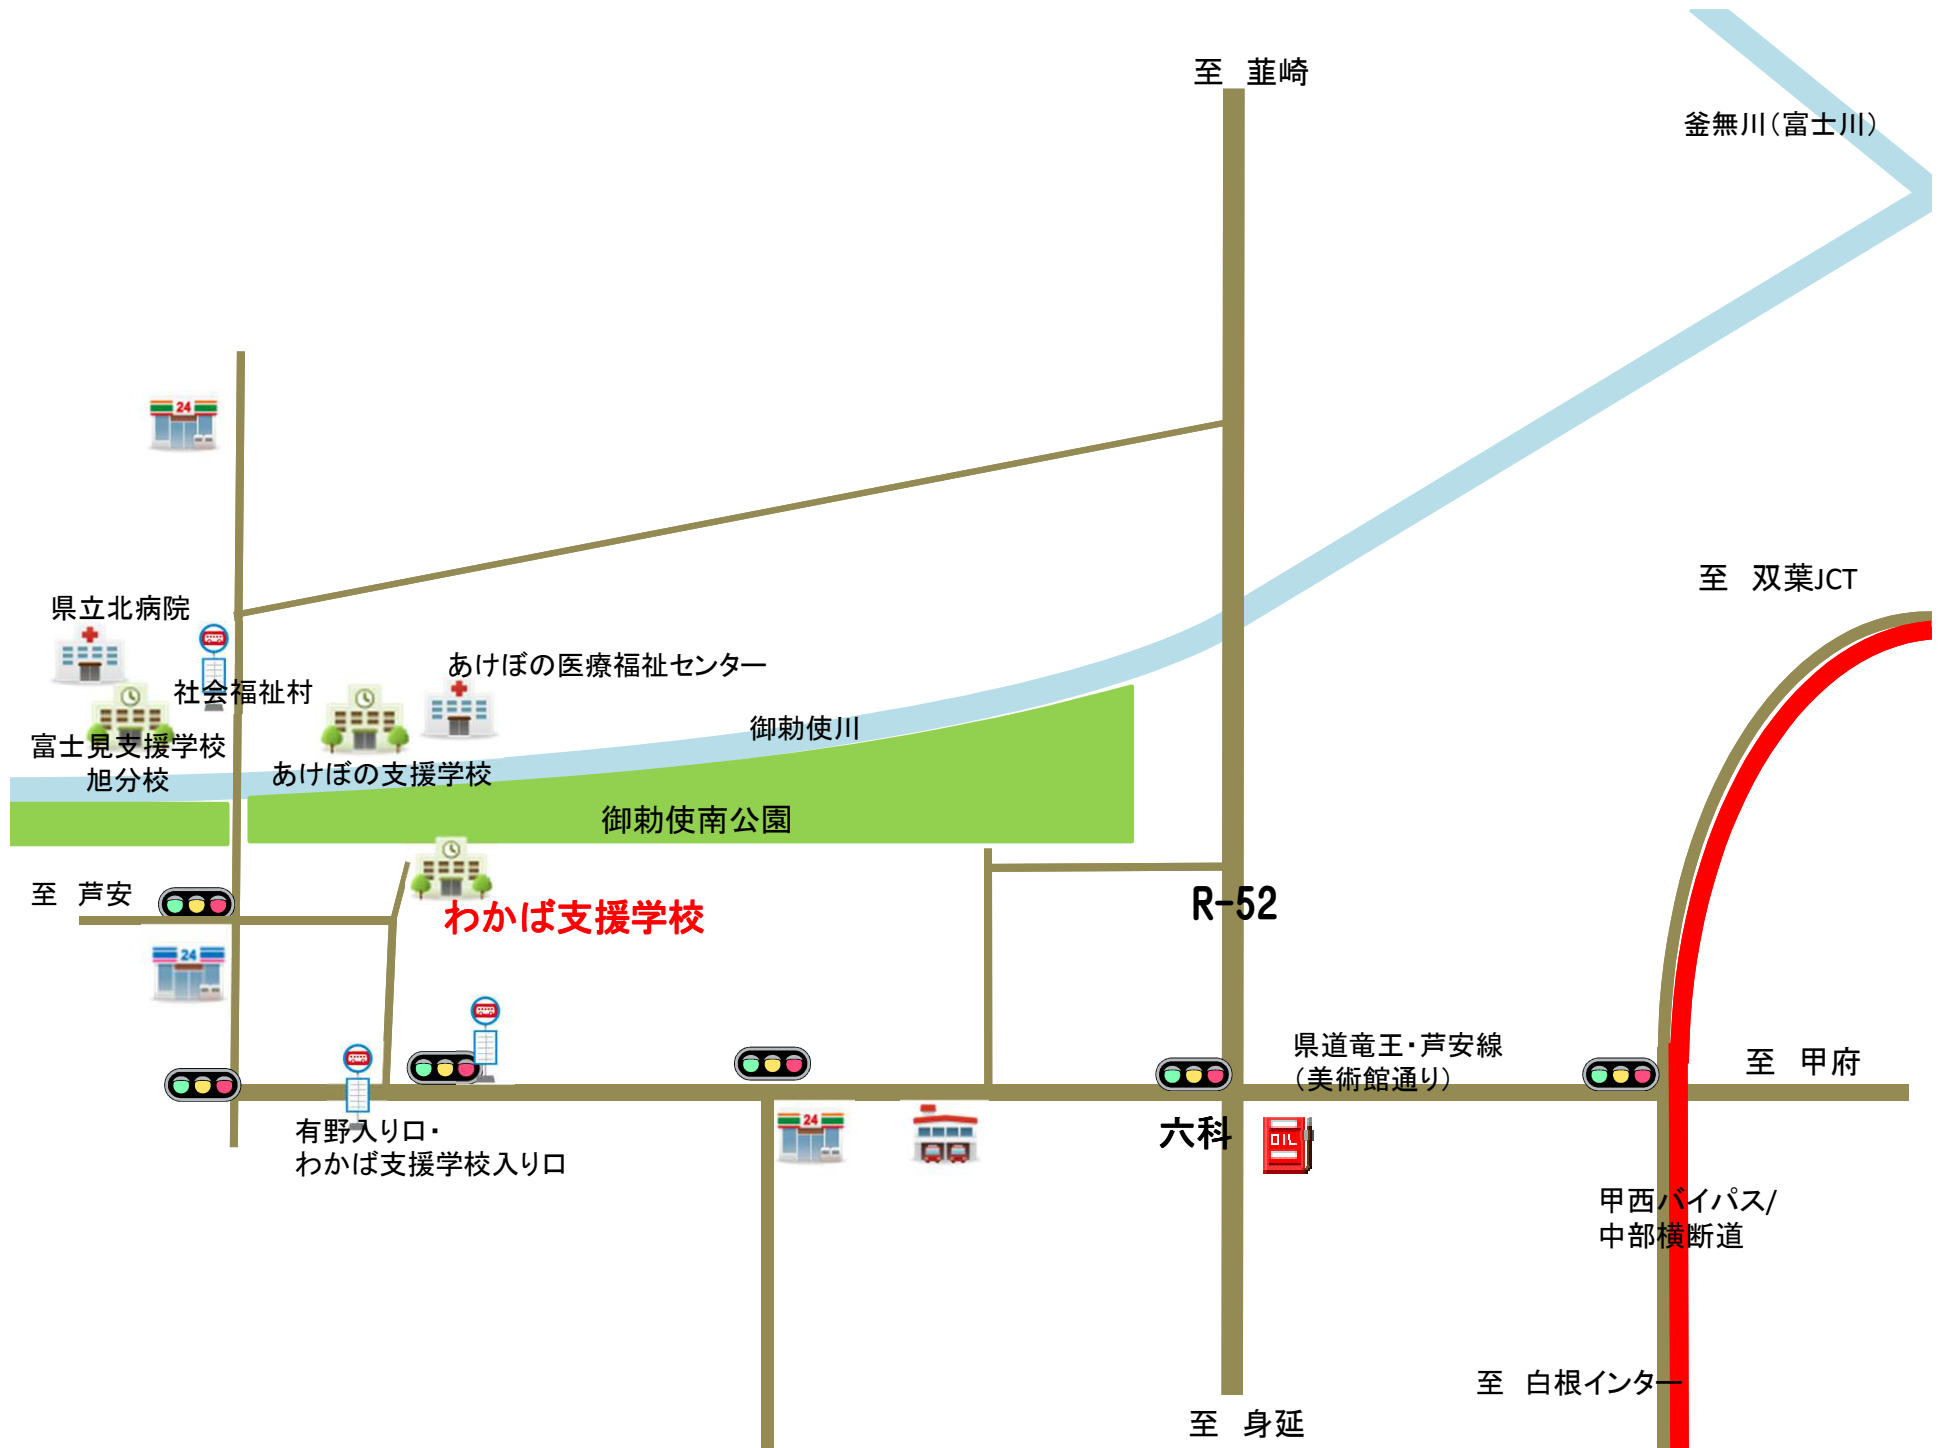 至 韮崎
釜無川(富士川)
24
至 双葉JCT
県立北病院
あけぼの医療福祉センター
社会福祉村
御勅使川
富士見支援学校
旭分校
あけぼの支援学校
御勅使南公園
至 芦安
わかば支援学校
R-52
24
県道竜王・芦安線
(美術館通り)
至 甲府
有野入り口・
わかば支援学校入り口
24
六科
OIL
甲西バイパス/
中部横断道
至 白根インター
至 身延